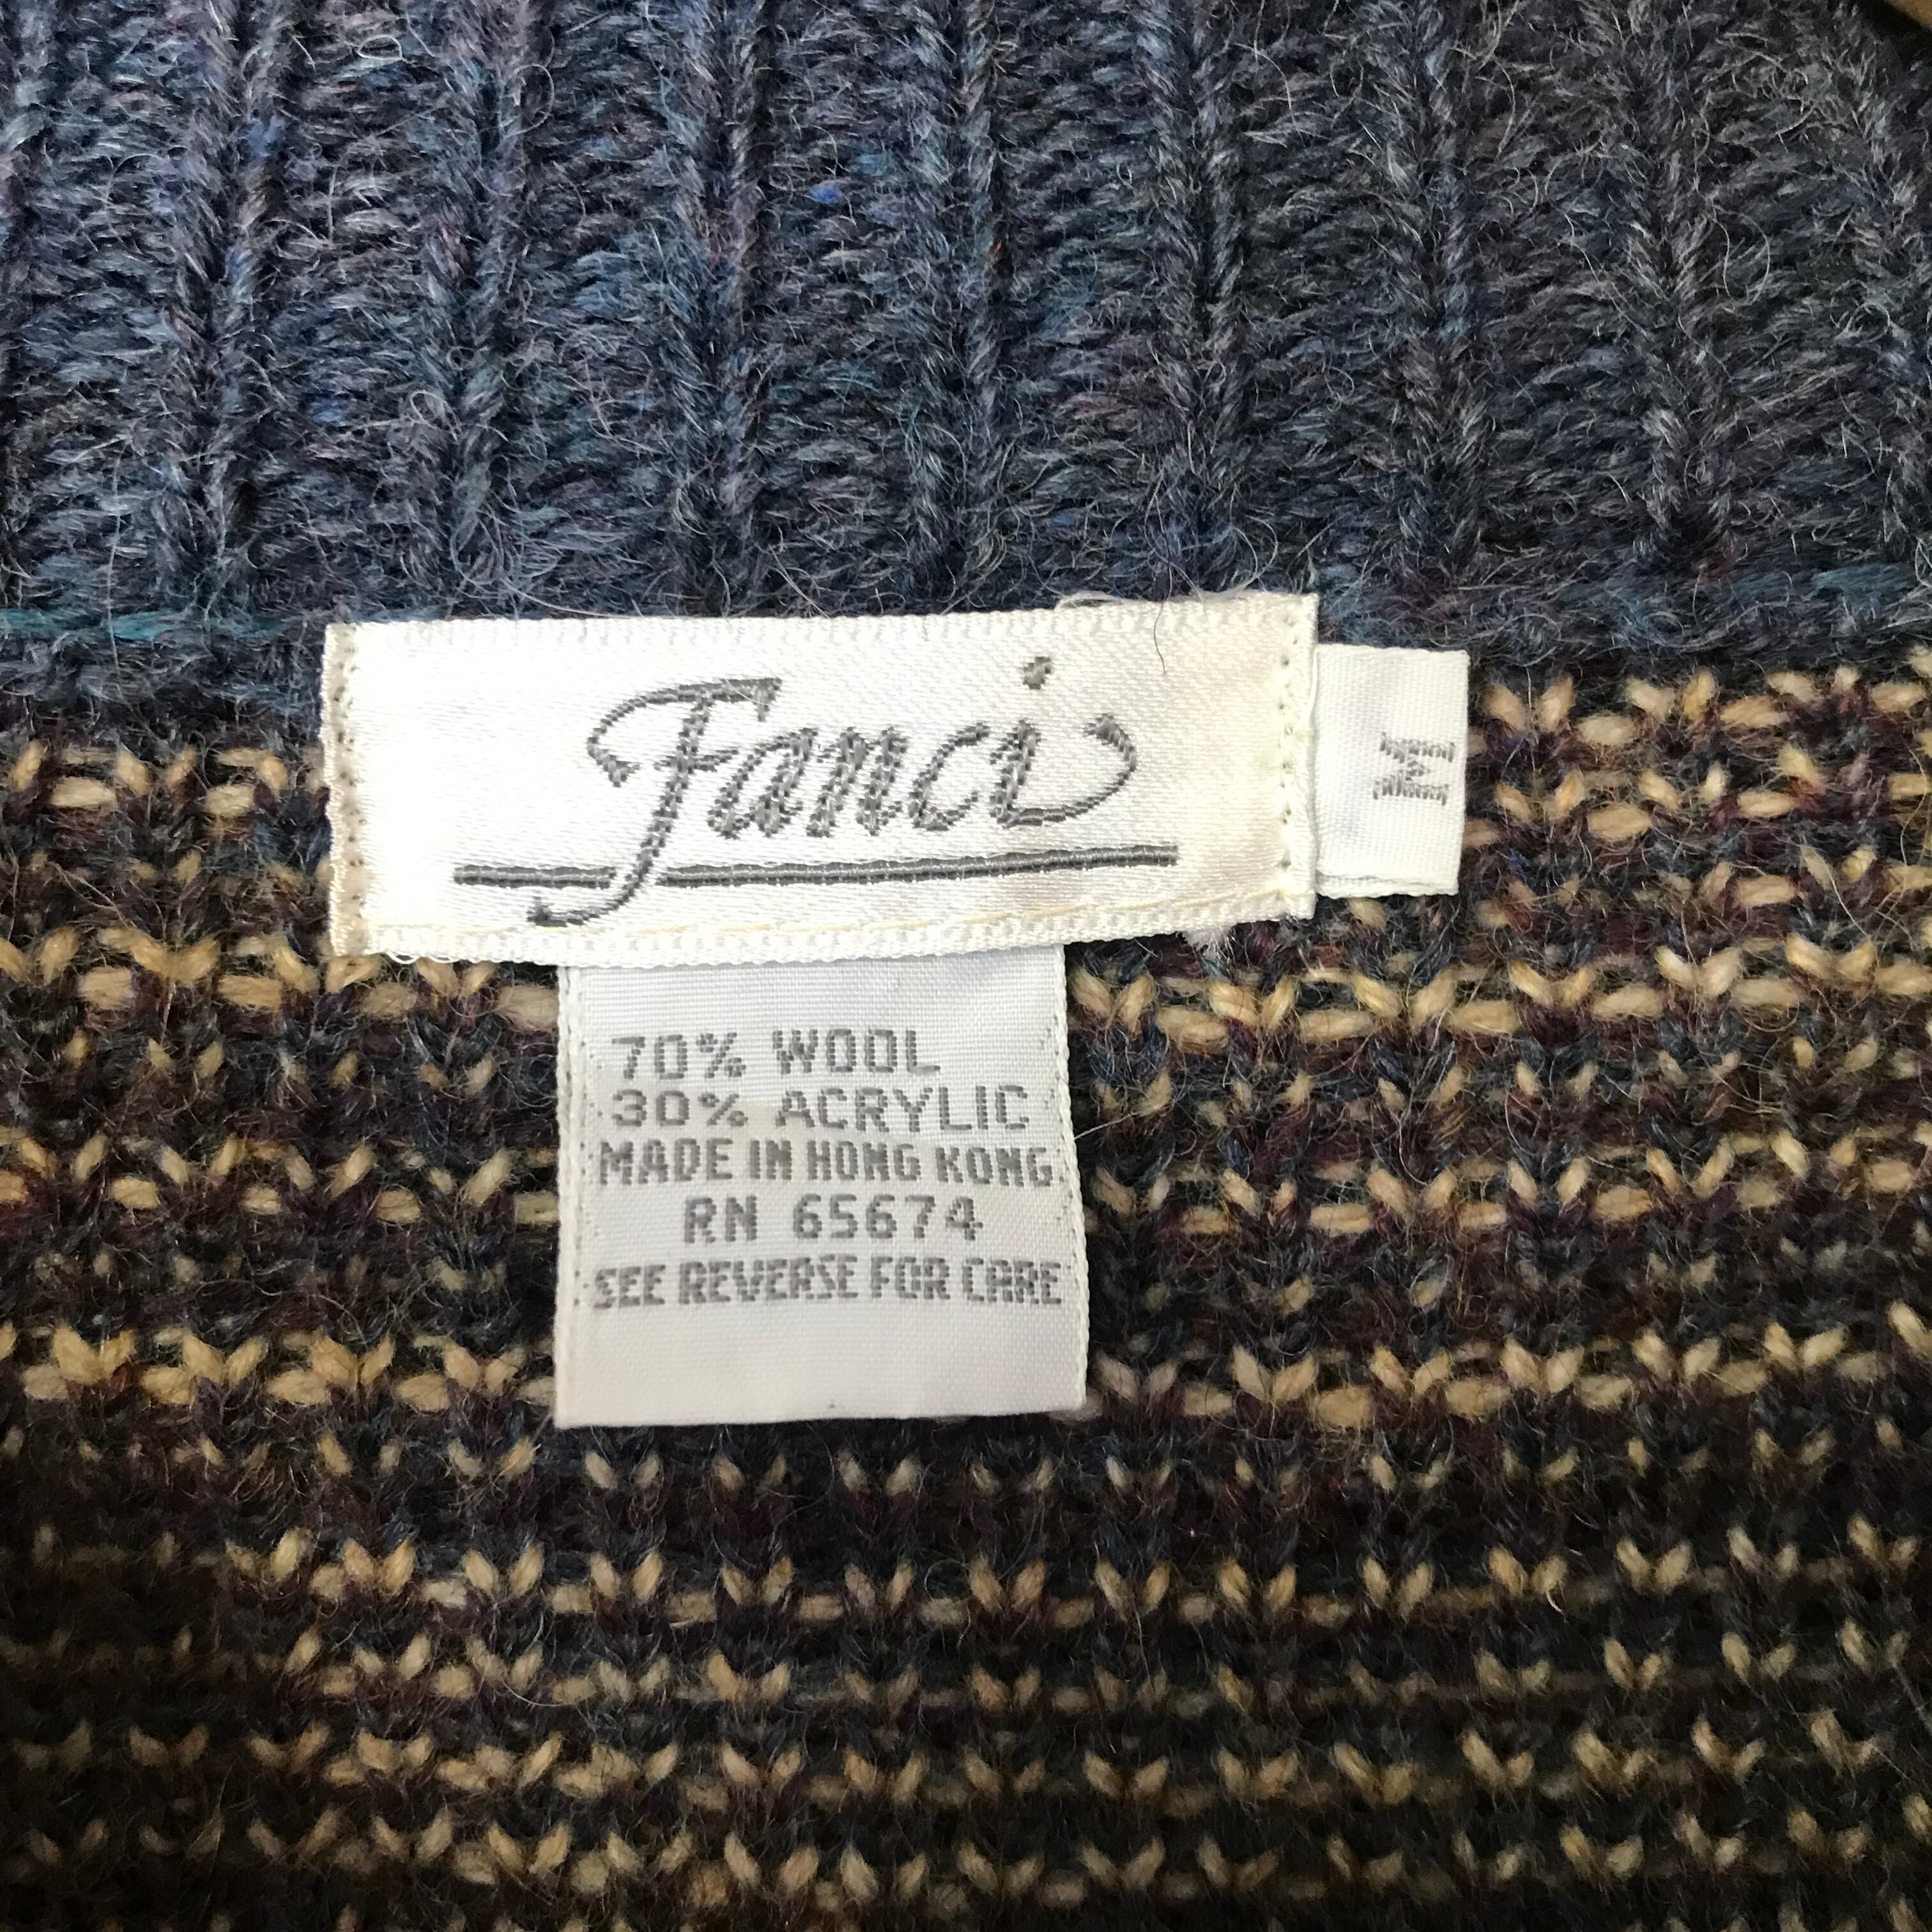 Fanci
M
70% WOOL
30% ACRYLIC
MADE IN HONG KONG
RN 65674
SEE REVERSE FOR CARE